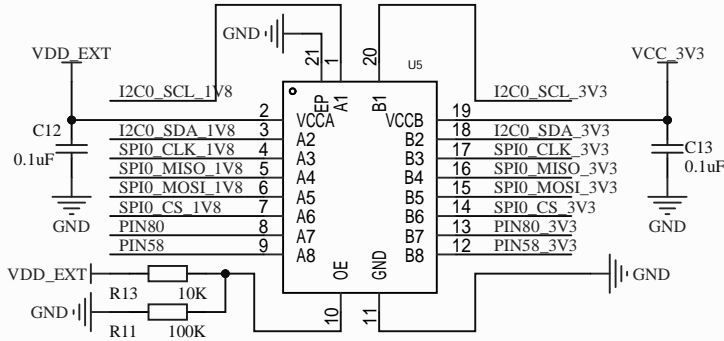 GND
21
1
20
U5
VDD_EXT
VCC_3V3
I2C0_SCL_1V8
EP
A1
B1
I2C0_SCL_3V3
2
VCCA
VCCB
19
C12
0.1uF
I2C0_SDA_1V8
3
A2
B2
18
I2C0_SDA_3V3
SPI0_CLK_1V8
4
A3
B3
17
SPI0_CLK_3V3
C13
0.1uF
SPI0_MISO_1V8
5
A4
B4
16
SPI0_MISO_3V3
SPI0_MOSI_1V8
6
A5
B5
15
SPI0_MOSI_3V3
SPI0_CS_1V8
7
A6
B6
14
SPI0_CS_3V3
GND
GND
PIN80
8
A7
B7
13
PIN80_3V3
PIN58
9
A8
B8
12
PIN58_3V3
OE
GND
VDD_EXT
R13
10K
GND
GND
R11
100K
10
11